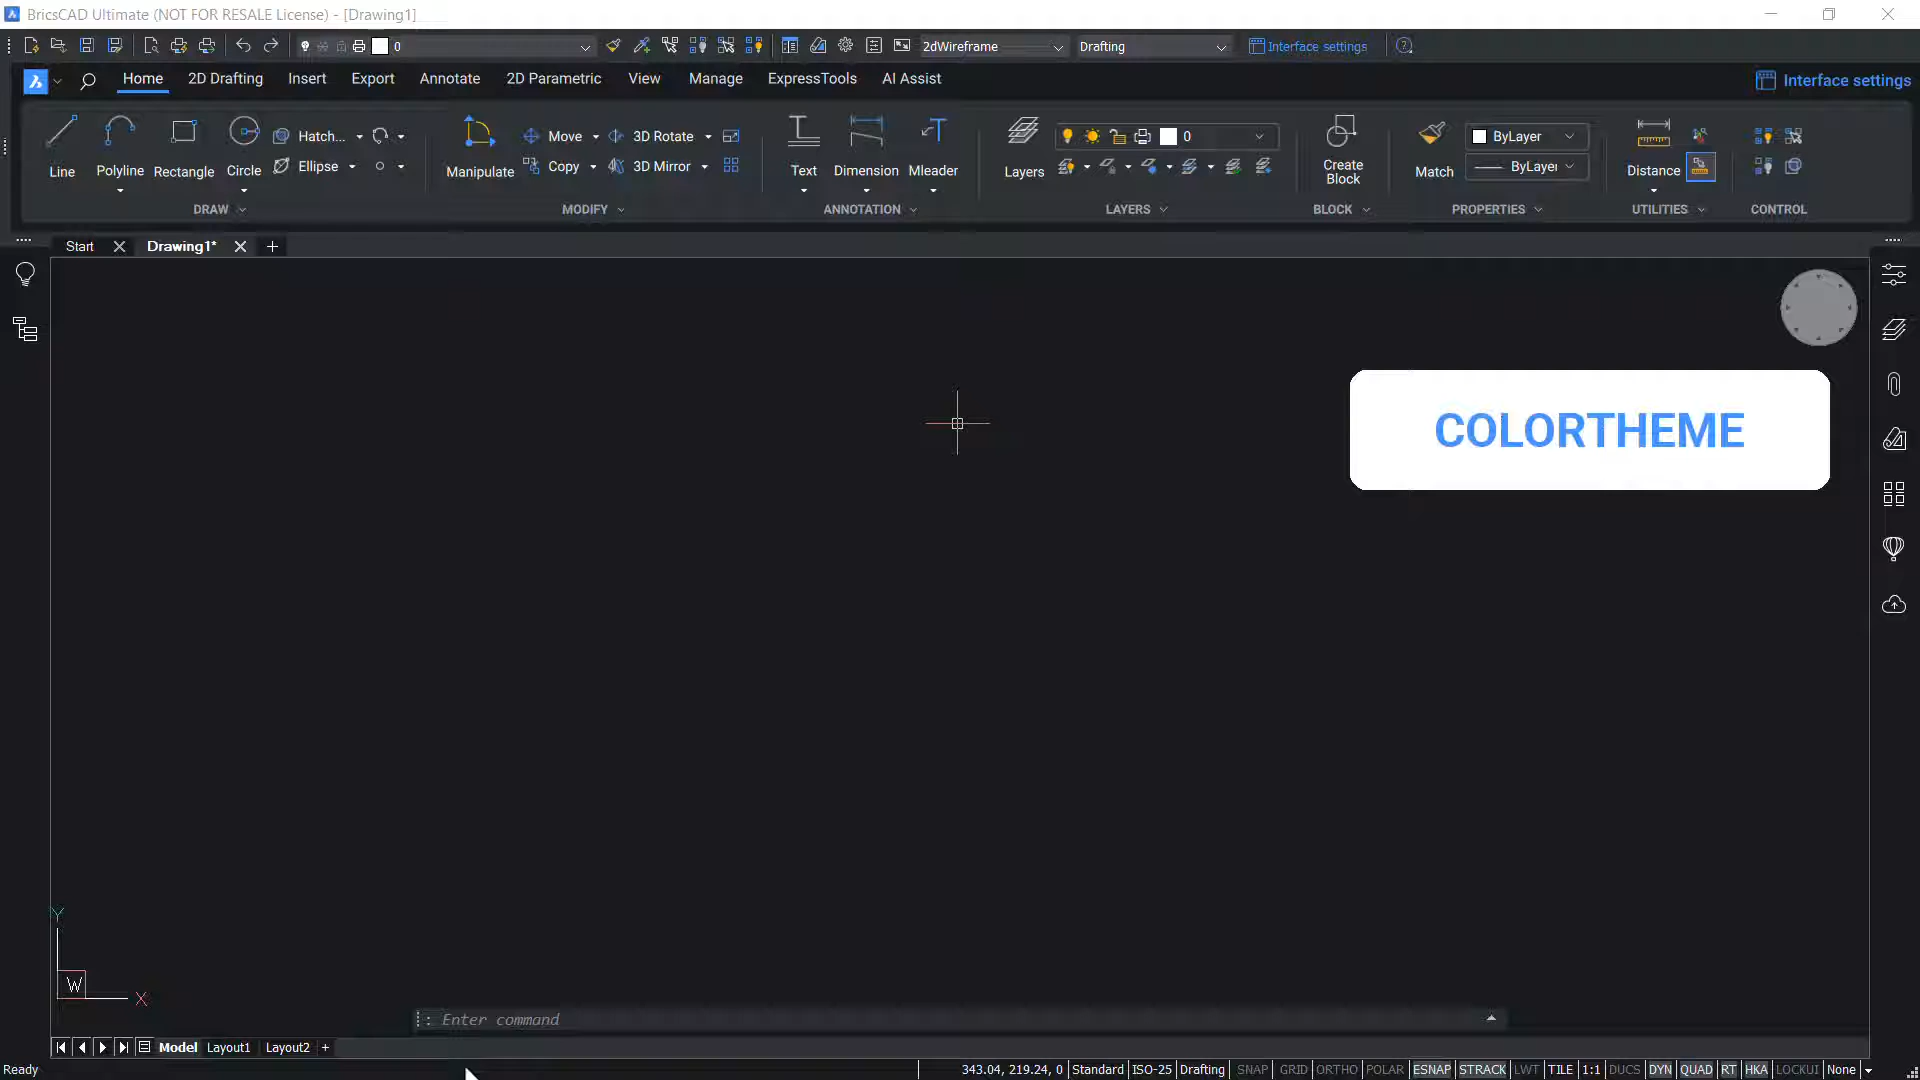 BricsCAD Ultimate (NOT FOR RESALE License) - [Drawing1]
0 2dWireframe Drafting Interface settings
Home 2D Drafting Insert Export Annotate 2D Parametric View Manage ExpressTools AI Assist Interface settings
Hatch... Move 3D Rotate 0 ByLayer
Line Polyline Rectangle Circle Ellipse Manipulate Copy 3D Mirror Text Dimension Mleader Layers Create Block Match ByLayer Distance
DRAW MODIFY ANNOTATION LAYERS BLOCK PROPERTIES UTILITIES CONTROL
Start Drawing1*
COLORTHEME
Y
W
X
: Enter command
Model Layout1 Layout2 +
Ready 343.04, 219.24, 0 Standard ISO-25 Drafting SNAP GRID ORTHO POLAR ESNAP STRACK LWT TILE 1:1 DUCS DYN QUAD RT HKA LOCKUI None